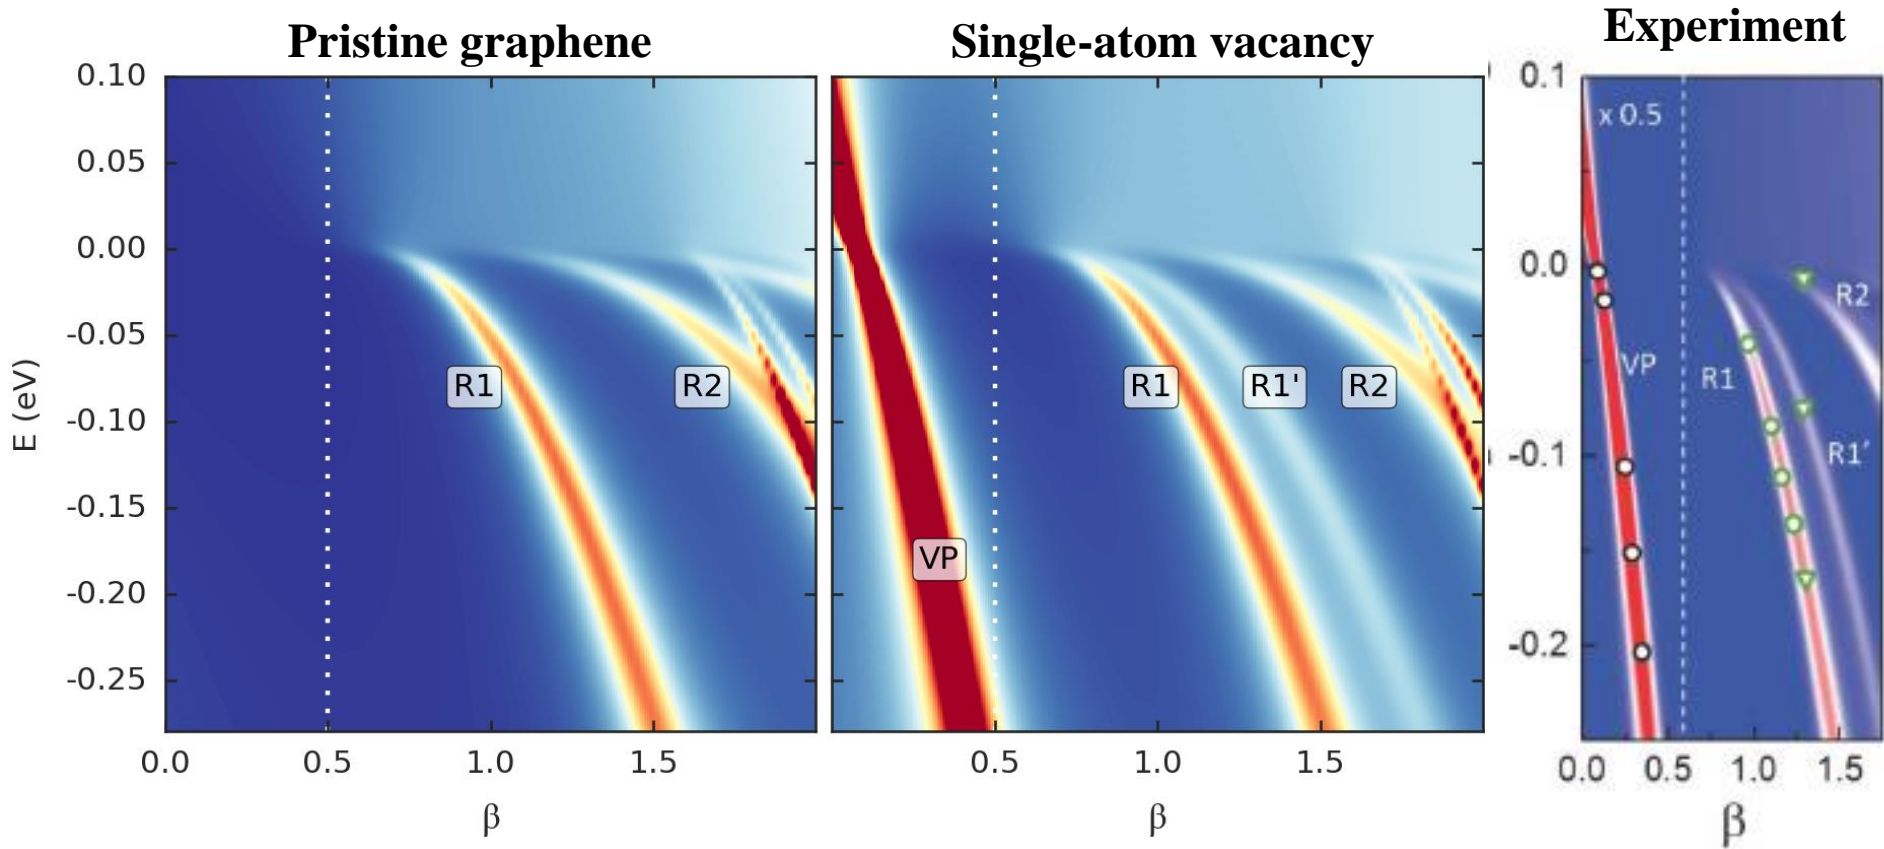 Pristine graphene
Single-atom vacancy
Experiment
E (eV)
0.10
0.05
0.00
-0.05
-0.10
-0.15
-0.20
-0.25
R1
R2
0.0
0.5
1.0
1.5
β
VP
R1
R1'
R2
0.5
1.0
1.5
β
0.1
0.0
-0.1
-0.2
x 0.5
VP
R1
R2
R1′
0.0
0.5
1.0
1.5
β